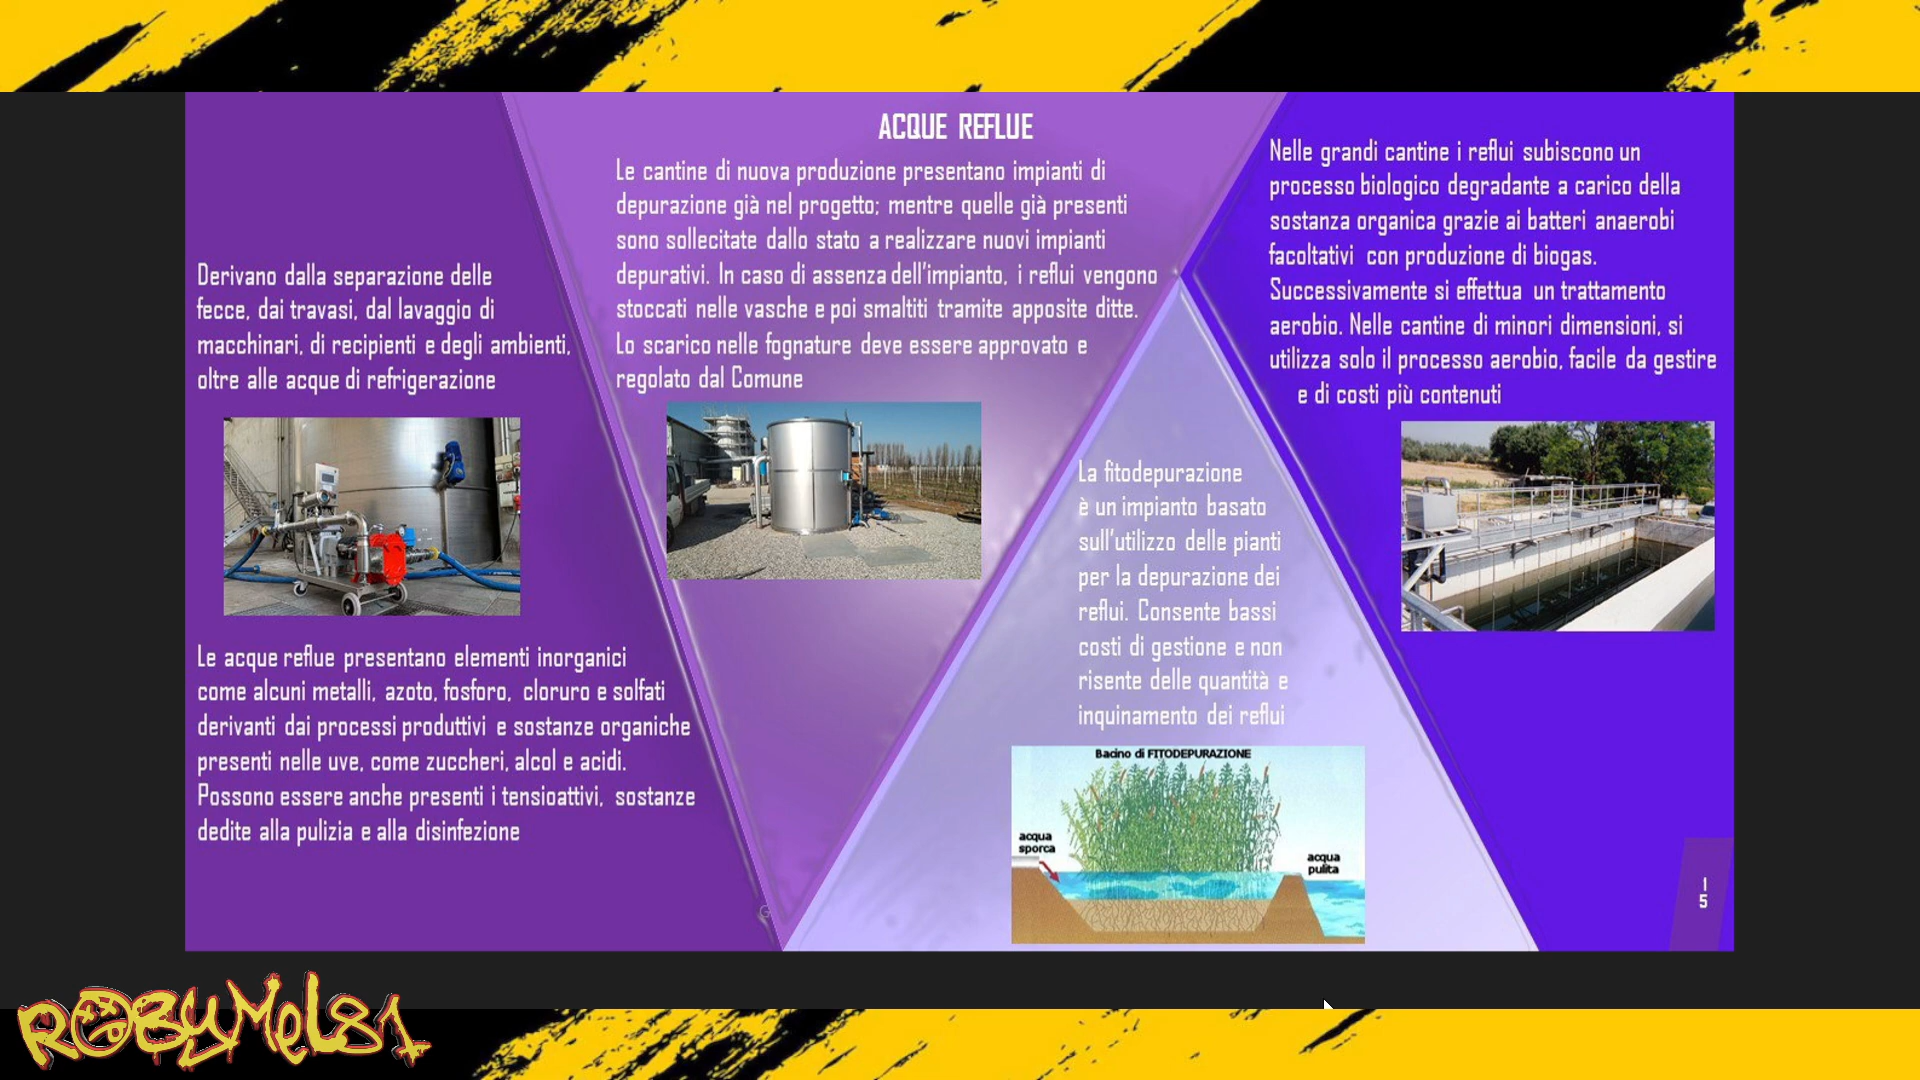 ACQUE REFLUE
Derivano dalla separazione delle
fecce, dai travasi, dal lavaggio di
macchinari, di recipienti e degli ambienti,
oltre alle acque di refrigerazione
Le acque reflue presentano elementi inorganici
come alcuni metalli, azoto, fosforo, cloruro e solfati
derivanti dai processi produttivi e sostanze organiche
presenti nelle uve, come zuccheri, alcol e acidi.
Possono essere anche presenti i tensioattivi, sostanze
dedite alla pulizia e alla disinfezione
Le cantine di nuova produzione presentano impianti di
depurazione già nel progetto; mentre quelle già presenti
sono sollecitate dallo stato a realizzare nuovi impianti
depurativi. In caso di assenza dell'impianto, i reflui vengono
stoccati nelle vasche e poi smaltiti tramite apposite ditte.
Lo scarico nelle fognature deve essere approvato e
regolato dal Comune
La fitodepurazione
è un impianto basato
sull'utilizzo delle pianti
per la depurazione dei
reflui. Consente bassi
costi di gestione e non
risente delle quantità e
inquinamento dei reflui
Bacino di FITODEPURAZIONE
acqua
sporca
acqua
pulita
Nelle grandi cantine i reflui subiscono un
processo biologico degradante a carico della
sostanza organica grazie ai batteri anaerobi
facoltativi con produzione di biogas.
Successivamente si effettua un trattamento
aerobio. Nelle cantine di minori dimensioni, si
utilizza solo il processo aerobio, facile da gestire
e di costi più contenuti
1
5
G
RoByMel81